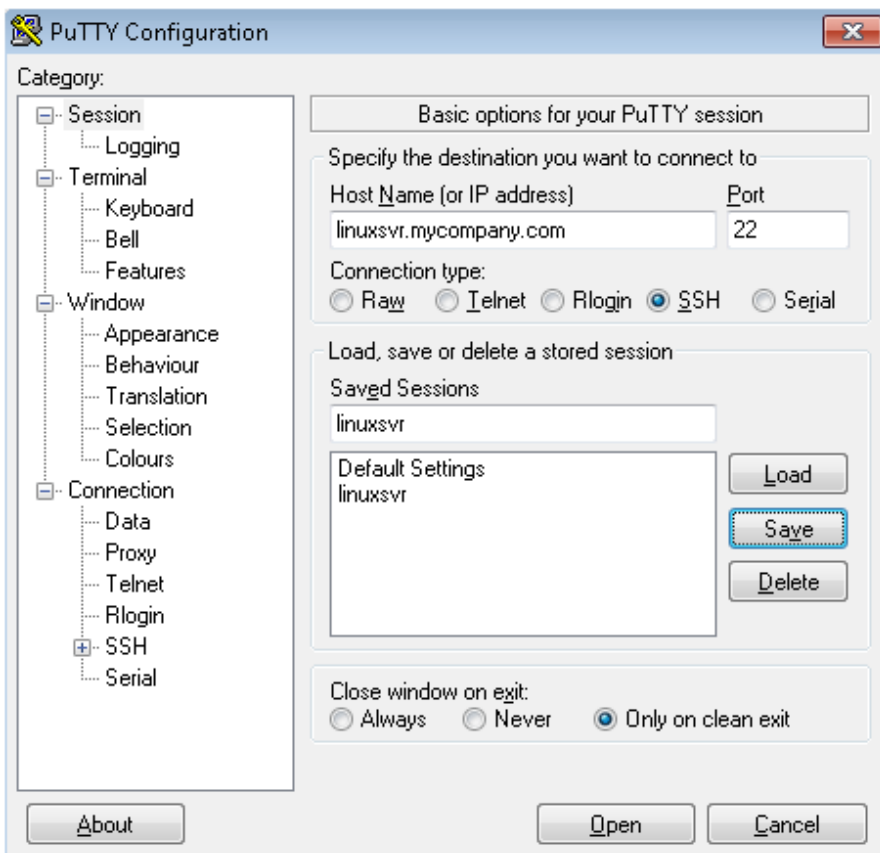 PuTTY Configuration
Category:
Session
Logging
Terminal
Keyboard
Bell
Features
Window
Appearance
Behaviour
Translation
Selection
Colours
Connection
Data
Proxy
Telnet
Rlogin
SSH
Serial
Basic options for your PuTTY session
Specify the destination you want to connect to
Host Name (or IP address) Port
linuxsvr.mycompany.com 22
Connection type:
Raw Telnet Rlogin SSH Serial
Load, save or delete a stored session
Saved Sessions
linuxsvr
Default Settings
linuxsvr
Load
Save
Delete
Close window on exit:
Always Never Only on clean exit
About Open Cancel